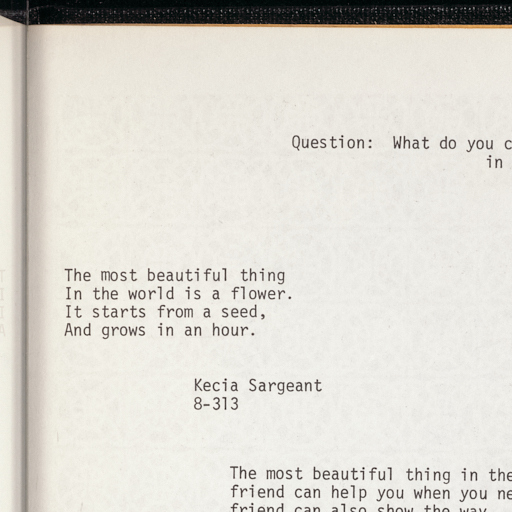 Question: What do you
in
The most beautiful thing
In the world is a flower.
It starts from a seed,
And grows in an hour.
Kecia Sargeant
8-313
The most beautiful thing in the
friend can help you when you
friend can also show the way